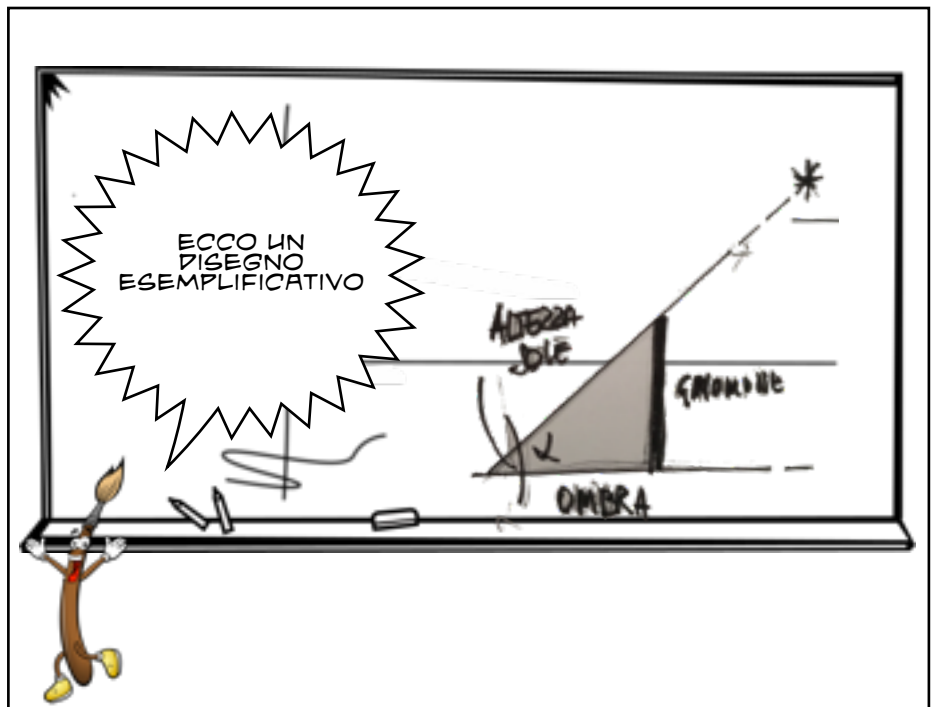 ECCO UN
DISEGNO
ESEMPLIFICATIVO
ALTEZZA
SOLE
GNOMONE
α
OMBRA